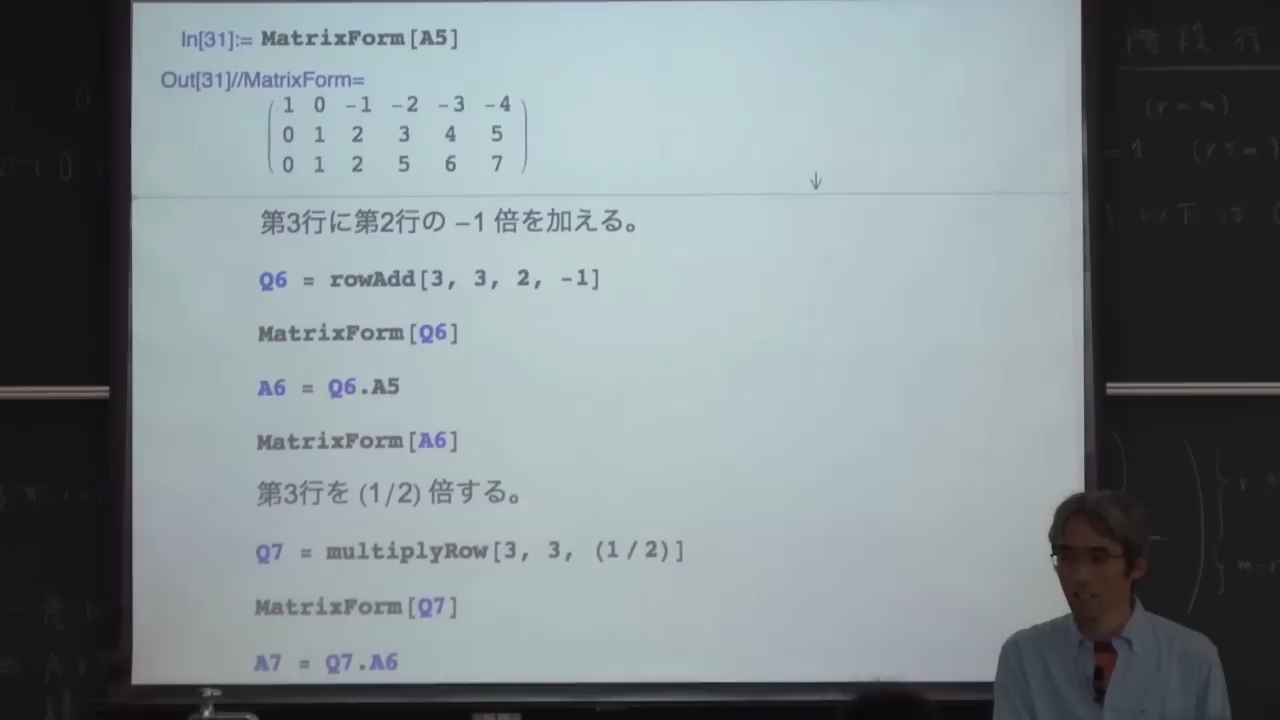 In[31]:= MatrixForm[A5]
Out[31]//MatrixForm=
1 0 -1 -2 -3 -4
0 1 2 3 4 5
0 1 2 5 6 7
第3行に第2行の -1 倍を加える。
Q6 = rowAdd[3, 3, 2, -1]
MatrixForm[Q6]
A6 = Q6.A5
MatrixForm[A6]
第3行を (1/2) 倍する。
Q7 = multiplyRow[3, 3, (1/2)]
MatrixForm[Q7]
A7 = Q7.A6
階段行